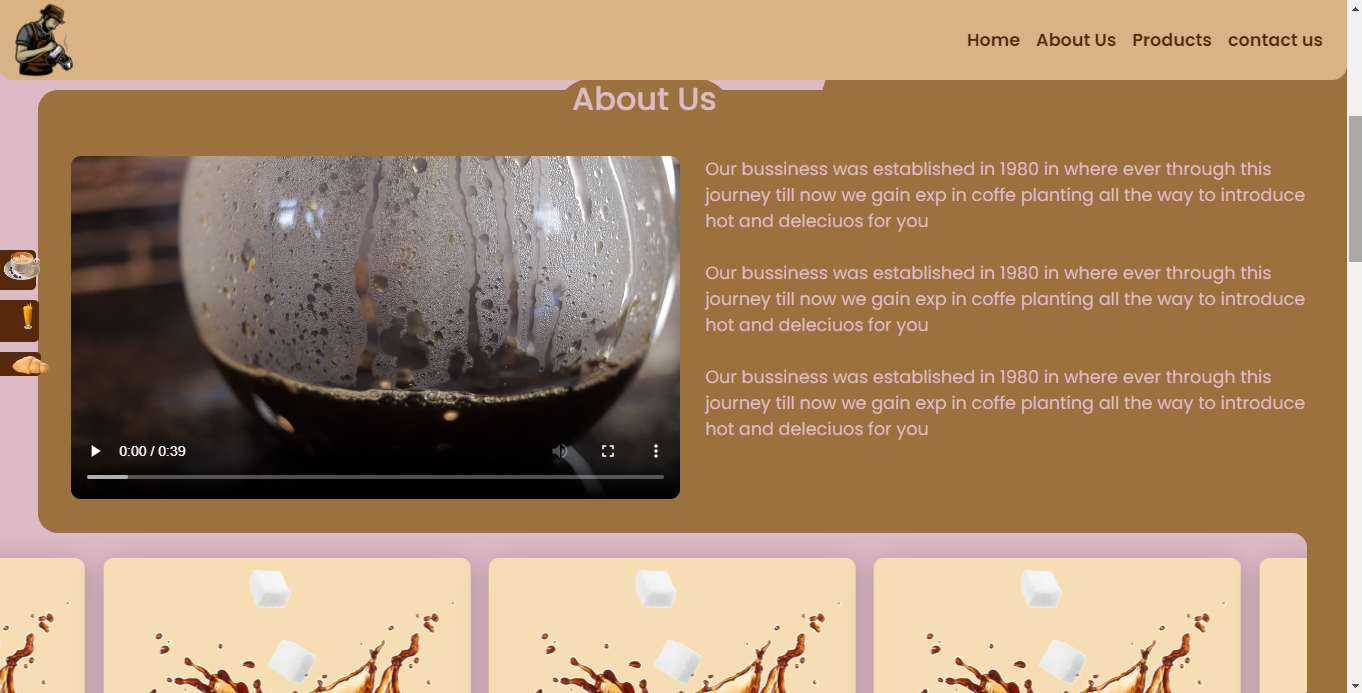 Home About Us Products contact us
About Us
Our bussiness was established in 1980 in where ever through this
journey till now we gain exp in coffe planting all the way to introduce
hot and deleciuos for you
Our bussiness was established in 1980 in where ever through this
journey till now we gain exp in coffe planting all the way to introduce
hot and deleciuos for you
Our bussiness was established in 1980 in where ever through this
journey till now we gain exp in coffe planting all the way to introduce
hot and deleciuos for you
0:00 / 0:39